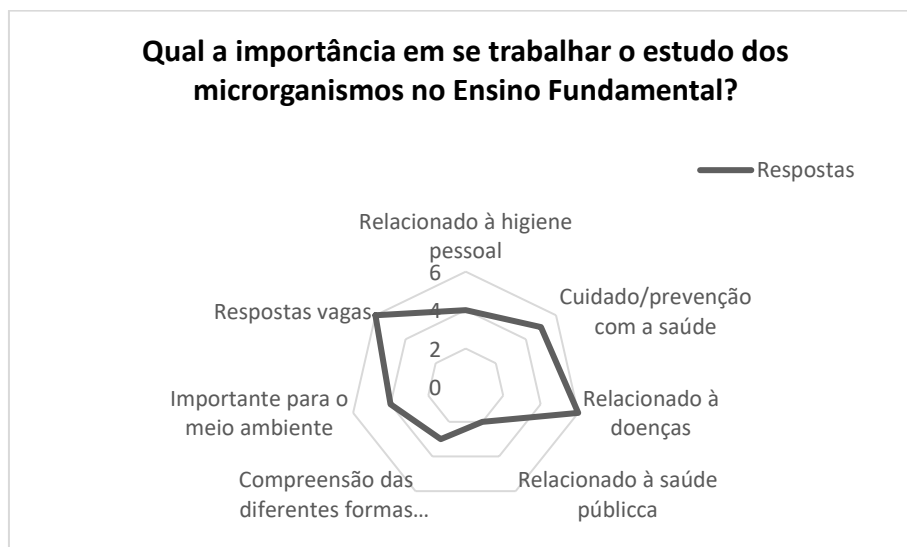 Qual a importância em se trabalhar o estudo dos
microrganismos no Ensino Fundamental?
Respostas
Relacionado à higiene
pessoal
6
4
2
0
Cuidado/prevenção
com a saúde
Relacionado à
doenças
Relacionado à saúde
públicca
Compreensão das
diferentes formas...
Importante para o
meio ambiente
Respostas vagas